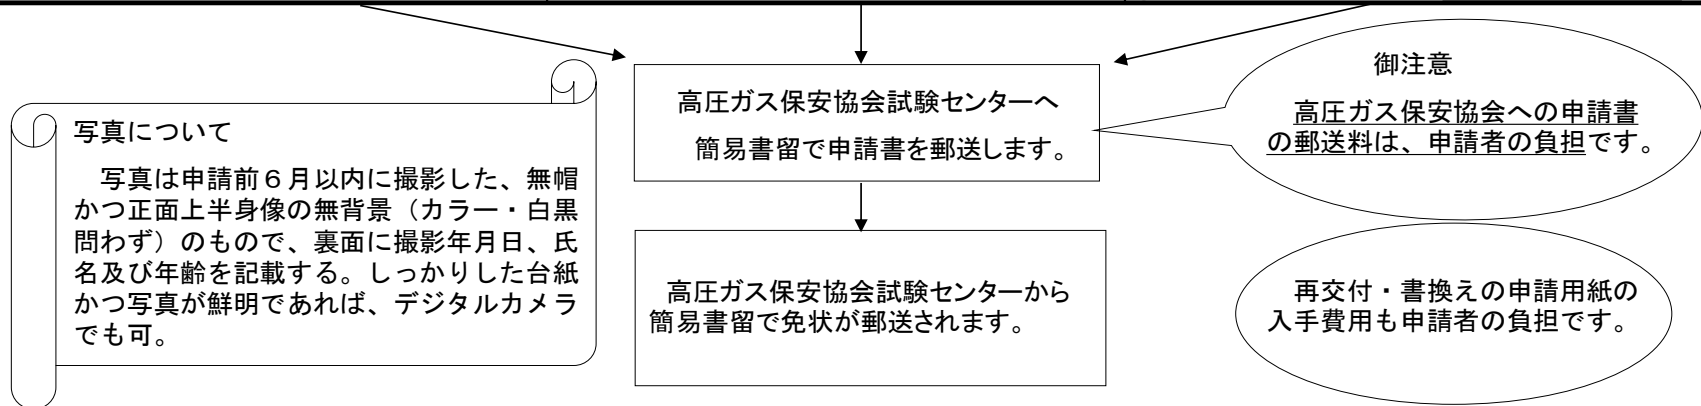 写真について
写真は申請前６月以内に撮影した、無帽
かつ正面上半身像の無背景（カラー・白黒
問わず）のもので、裏面に撮影年月日、氏
名及び年齢を記載する。しっかりした台紙
かつ写真が鮮明であれば、デジタルカメラ
でも可。
高圧ガス保安協会試験センターへ
簡易書留で申請書を郵送します。
御注意
高圧ガス保安協会への申請書
の郵送料は、申請者の負担です。
高圧ガス保安協会試験センターから
簡易書留で免状が郵送されます。
再交付・書換えの申請用紙の
入手費用も申請者の負担です。